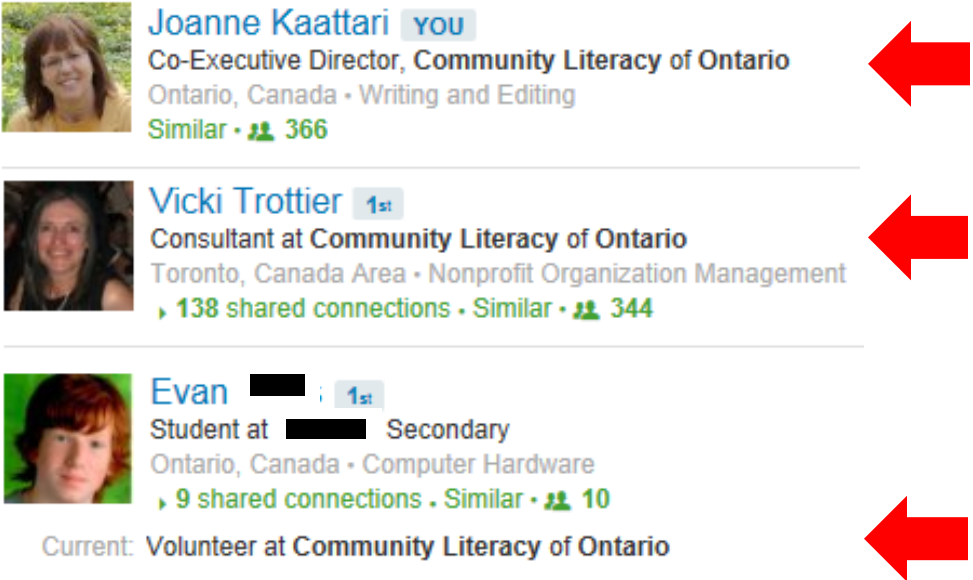 Joanne Kaattari YOU
Co-Executive Director, Community Literacy of Ontario
Ontario, Canada • Writing and Editing
Similar • 366
Vicki Trottier 1st
Consultant at Community Literacy of Ontario
Toronto, Canada Area • Nonprofit Organization Management
138 shared connections • Similar • 344
Evan 1st
Student at Secondary
Ontario, Canada • Computer Hardware
9 shared connections • Similar • 10
Current: Volunteer at Community Literacy of Ontario